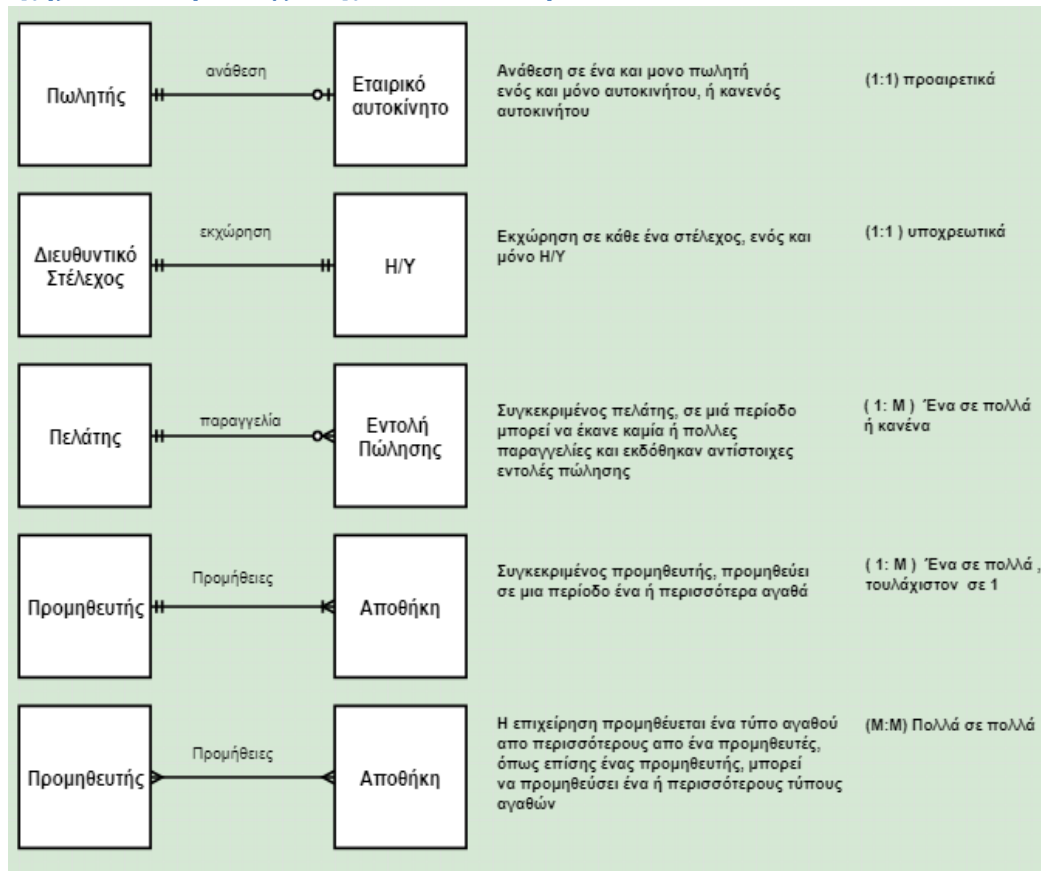 ανάθεση
Πωλητής
Εταιρικό
αυτοκίνητο
Ανάθεση σε ένα και μονο πωλητή
ενός και μόνο αυτοκινήτου, ή κανενός
αυτοκινήτου
(1:1) προαιρετικά
εκχώρηση
Διευθυντικό
Στέλεχος
Η/Υ
Εκχώρηση σε κάθε ένα στέλεχος, ενός και
μόνο Η/Υ
(1:1 ) υποχρεωτικά
παραγγελία
Πελάτης
Εντολή
Πώλησης
Συγκεκριμένος πελάτης, σε μιά περίοδο
μπορεί να έκανε καμία ή πολλες
παραγγελίες και εκδόθηκαν αντίστοιχες
εντολές πώλησης
( 1: Μ ) Ένα σε πολλά
ή κανένα
Προμήθειες
Προμηθευτής
Αποθήκη
Συγκεκριμένος προμηθευτής, προμηθεύει
σε μια περίοδο ένα ή περισσότερα αγαθά
( 1: Μ ) Ένα σε πολλά ,
τουλάχιστον σε 1
Προμήθειες
Προμηθευτής
Αποθήκη
Η επιχείρηση προμηθέυεται ένα τύπο αγαθού
απο περισσότερους απο ένα προμηθευτές,
όπως επίσης ένας προμηθευτής, μπορεί
να προμηθεύσει ένα ή περισσότερους τύπους
αγαθών
(Μ:Μ) Πολλά σε πολλά